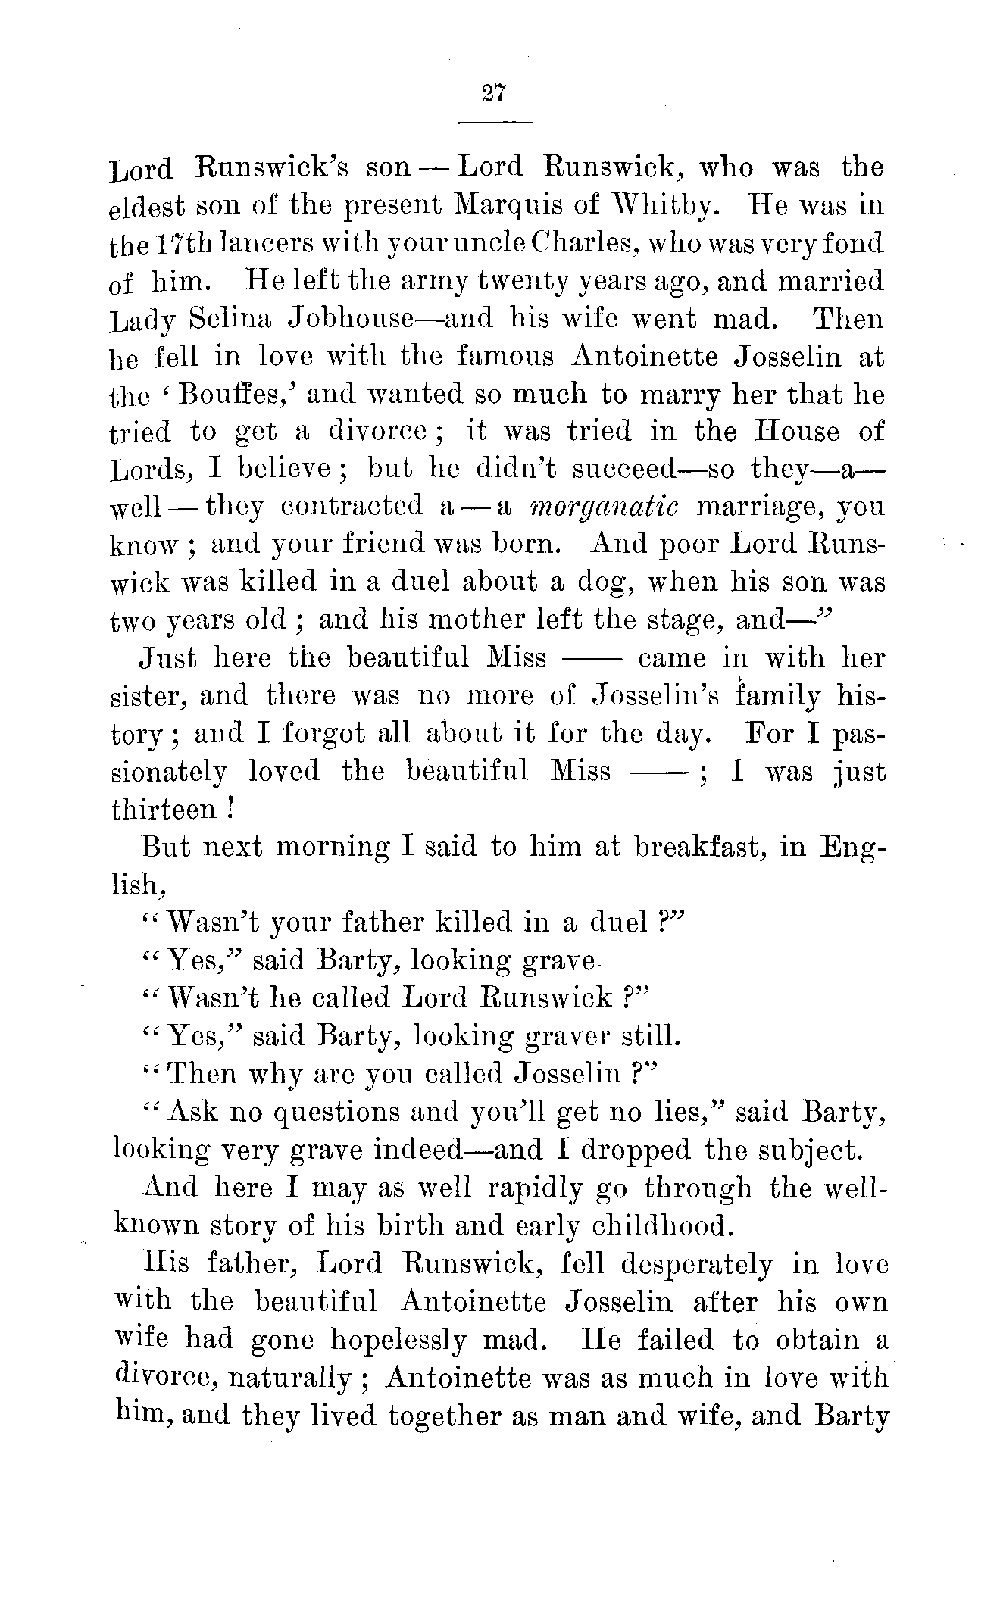 27
Lord Runswick's son — Lord Runswick, who was the
eldest son of the present Marquis of Whitby. He was in
the 17th lancers with your uncle Charles, who was very fond
of him. He left the army twenty years ago, and married
Lady Selina Jobhouse—and his wife went mad. Then
he fell in love with the famous Antoinette Josselin at
the ‘Bouffes,’ and wanted so much to marry her that he
tried to get a divorce; it was tried in the House of
Lords, I believe; but he didn't succeed—so they—a—
well — they contracted a — a morganatic marriage, you
know; and your friend was born. And poor Lord Runs-
wick was killed in a duel about a dog, when his son was
two years old; and his mother left the stage, and—”
Just here the beautiful Miss —— came in with her
sister, and there was no more of Josselin's family his-
tory; and I forgot all about it for the day. For I pas-
sionately loved the beautiful Miss ——; I was just
thirteen!
But next morning I said to him at breakfast, in Eng-
lish,
“Wasn't your father killed in a duel?”
“Yes,” said Barty, looking grave.
“Wasn't he called Lord Runswick?”
“Yes,” said Barty, looking graver still.
“Then why are you called Josselin?”
“Ask no questions and you'll get no lies,” said Barty,
looking very grave indeed—and I dropped the subject.
And here I may as well rapidly go through the well-
known story of his birth and early childhood.
His father, Lord Runswick, fell desperately in love
with the beautiful Antoinette Josselin after his own
wife had gone hopelessly mad. He failed to obtain a
divorce, naturally; Antoinette was as much in love with
him, and they lived together as man and wife, and Barty